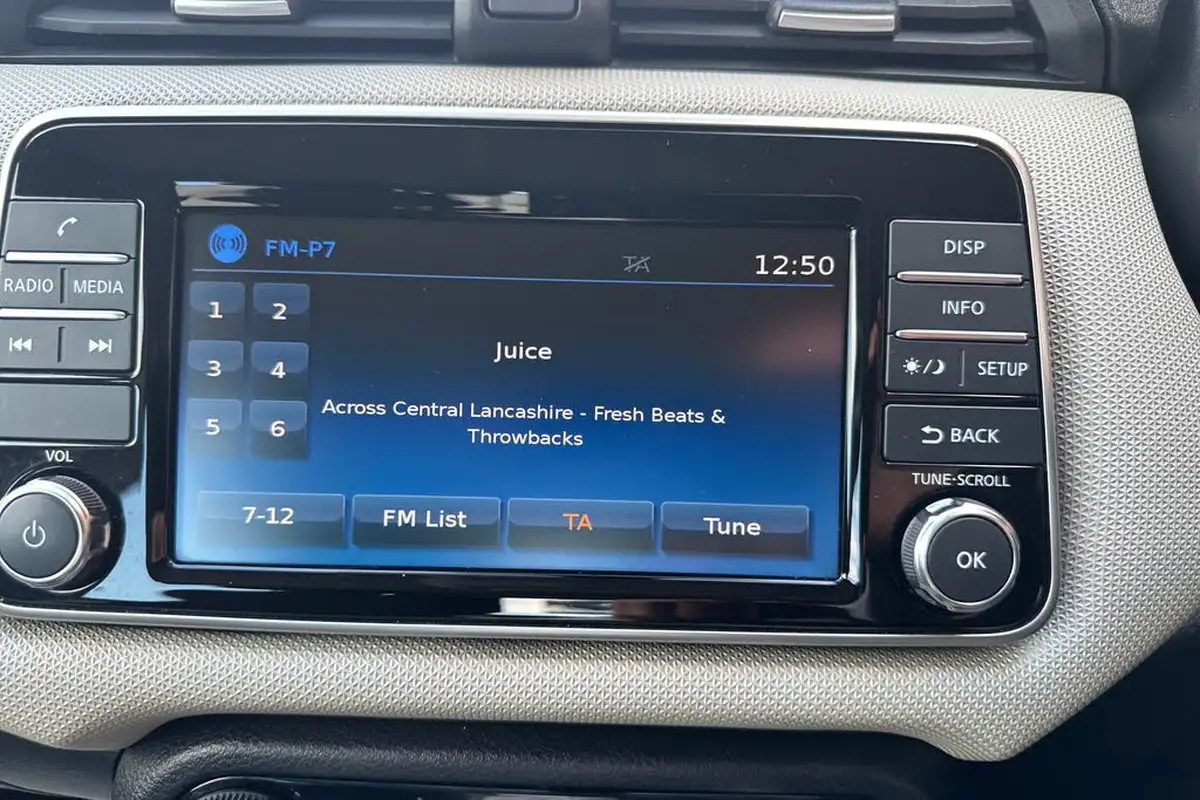 FM-P7
TA
12:50
1 2
3 4
5 6
Juice
Across Central Lancashire - Fresh Beats &
Throwbacks
7-12
FM List
TA
Tune
RADIO
MEDIA
VOL
DISP
INFO
SETUP
BACK
TUNE·SCROLL
OK